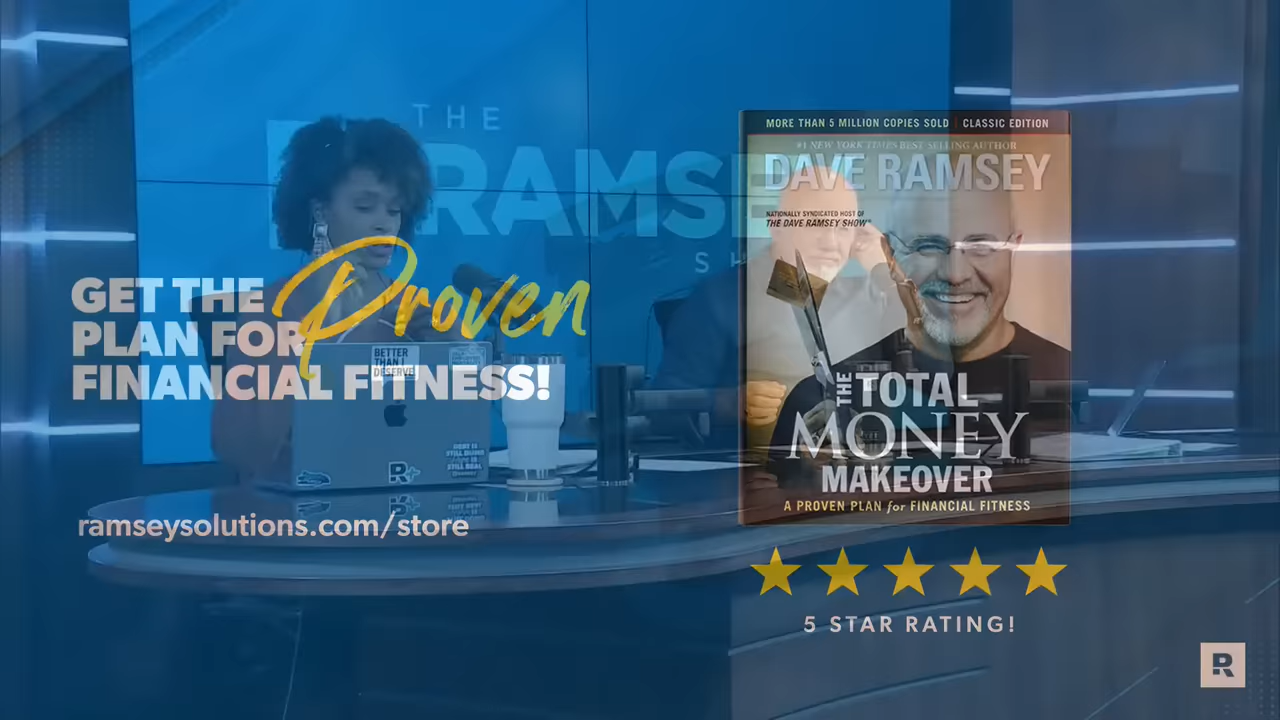 THE
RAMSE
SH
GET THE Proven
PLAN FOR
FINANCIAL FITNESS!
ramseysolutions.com/store
BETTER
THAN I
DESERVE
R+
MORE THAN 5 MILLION COPIES SOLD | CLASSIC EDITION
#1 NEW YORK TIMES BEST SELLING AUTHOR
DAVE RAMSEY
NATIONALLY SYNDICATED HOST OF
THE DAVE RAMSEY SHOW
THE TOTAL
MONEY
MAKEOVER
A PROVEN PLAN for FINANCIAL FITNESS
5 STAR RATING!
R